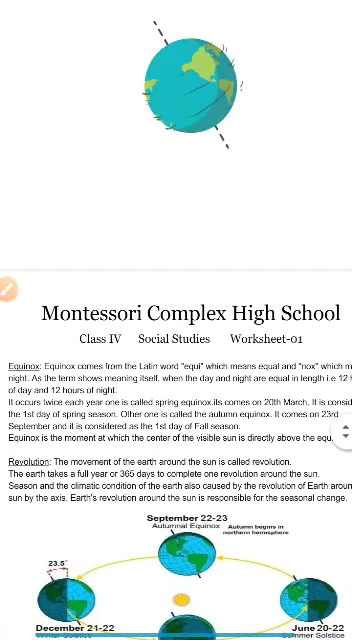 Montessori Complex High School
Class IV Social Studies Worksheet-01
Equinox: Equinox comes from the Latin word "equi" which means equal and "nox" which
night. As the term shows meaning itself, when the day and night are equal in length i.e 12
of day and 12 hours of night.
It occurs twice each year one is called spring equinox.its comes on 20th March. It is
the 1st day of spring season. Olher one is called the autumn equinox. It comes on 23rd
September and it is considered as the 1st day of Fall season.
Equinox is the moment at which the center of the visible sun is directly above the
Revolution: The movement of the earth around the sun is called revolution.
The earth takes a full year or 365 days to complete one revolution around the sun.
Season and the climatic condition of the earth also caused by the revolution of Earth
sun by the axis. Earth's revolution around the sun is responsible for the seasonal change.
September 22-23
Autumnal Equinox
Autumn begins in
northern hemisphere
23.5°
December 21-22
June 20-22
Summer Solstice